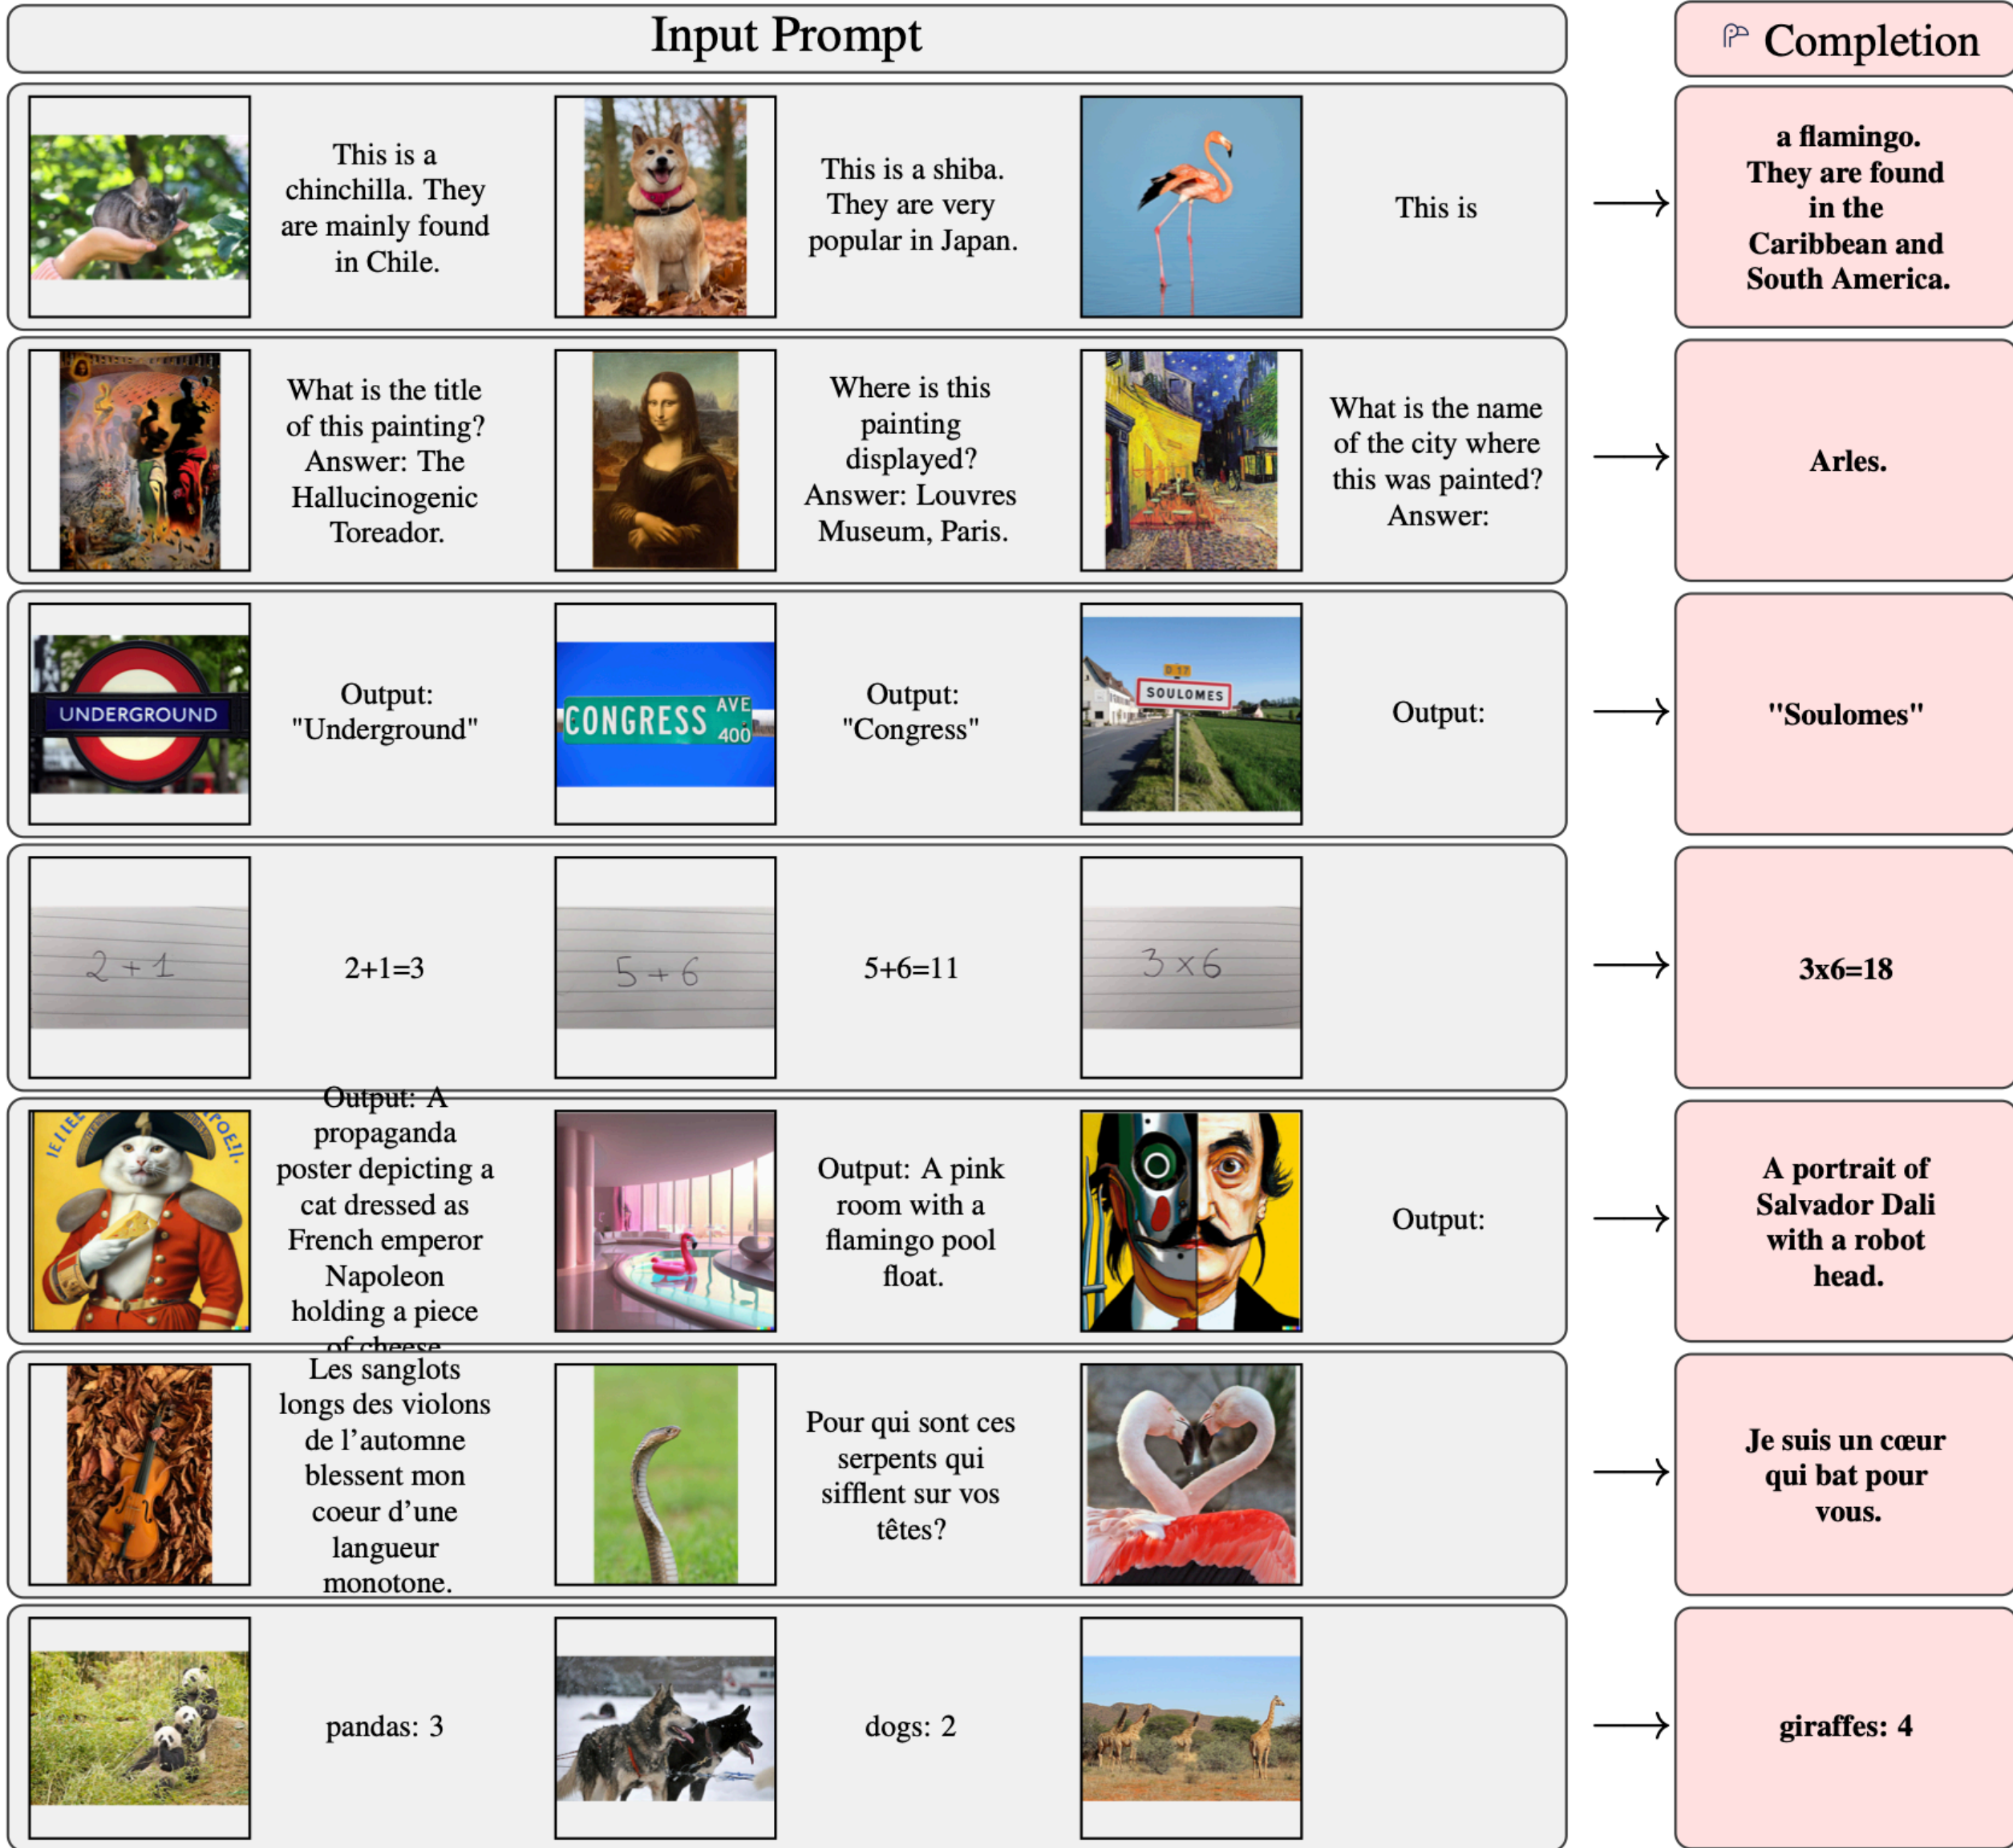 Input Prompt
Completion
This is a
chinchilla. They
are mainly found
in Chile.
This is a shiba.
They are very
popular in Japan.
This is
a flamingo.
They are found
in the
Caribbean and
South America.
What is the title
of this painting?
Answer: The
Hallucinogenic
Toreador.
Where is this
painting
displayed?
Answer: Louvres
Museum, Paris.
What is the name
of the city where
this was painted?
Answer:
Arles.
UNDERGROUND
Output:
"Underground"
CONGRESS AVE
400
Output:
"Congress"
D 17
SOULOMES
Output:
"Soulomes"
2+1
2+1=3
5+6
5+6=11
3×6
3x6=18
Output: A
propaganda
poster depicting a
cat dressed as
French emperor
Napoleon
holding a piece
of cheese
Output: A pink
room with a
flamingo pool
float.
Output:
A portrait of
Salvador Dali
with a robot
head.
Les sanglots
longs des violons
de l'automne
blessent mon
coeur d'une
langueur
monotone.
Pour qui sont ces
serpents qui
sifflent sur vos
têtes?
Je suis un cœur
qui bat pour
vous.
pandas: 3
dogs: 2
giraffes: 4